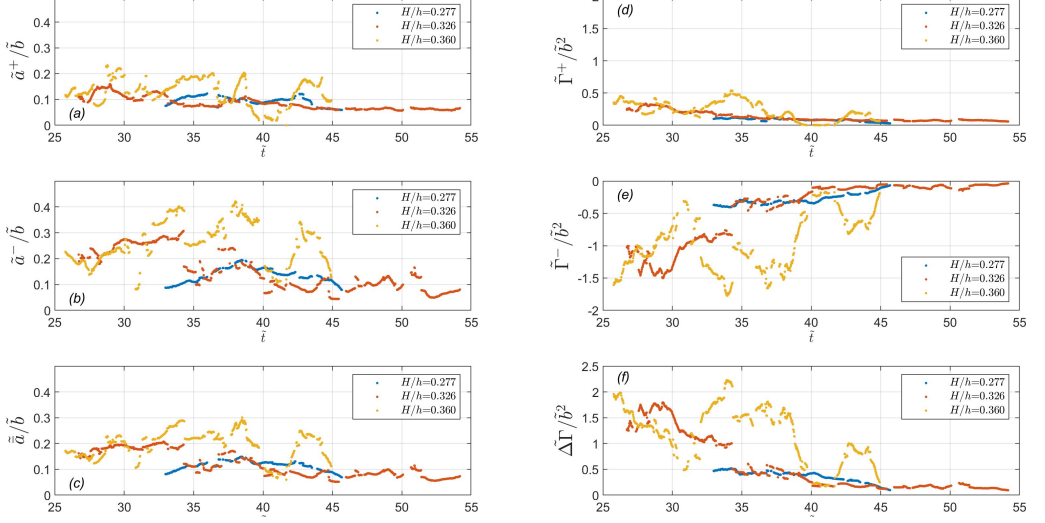 ã⁺/b̃
0.4
0.3
0.2
0.1
0
(a)
H/h=0.277
H/h=0.326
H/h=0.360
25 30 35 40 45 50 55
t̃
Γ̃⁺/b̃²
2
1.5
1
0.5
0
(d)
H/h=0.277
H/h=0.326
H/h=0.360
25 30 35 40 45 50 55
t̃
ã⁻/b̃
0.4
0.3
0.2
0.1
0
(b)
H/h=0.277
H/h=0.326
H/h=0.360
25 30 35 40 45 50 55
t̃
Γ̃⁻/b̃²
0
-0.5
-1
-1.5
-2
(e)
H/h=0.277
H/h=0.326
H/h=0.360
25 30 35 40 45 50 55
t̃
0.4
0.3
0.2
0.1
0
(c)
H/h=0.277
H/h=0.326
H/h=0.360
25 30 35 40 45 50 55
2.5
2
1.5
1
0.5
0
(f)
H/h=0.277
H/h=0.326
H/h=0.360
25 30 35 40 45 50 55